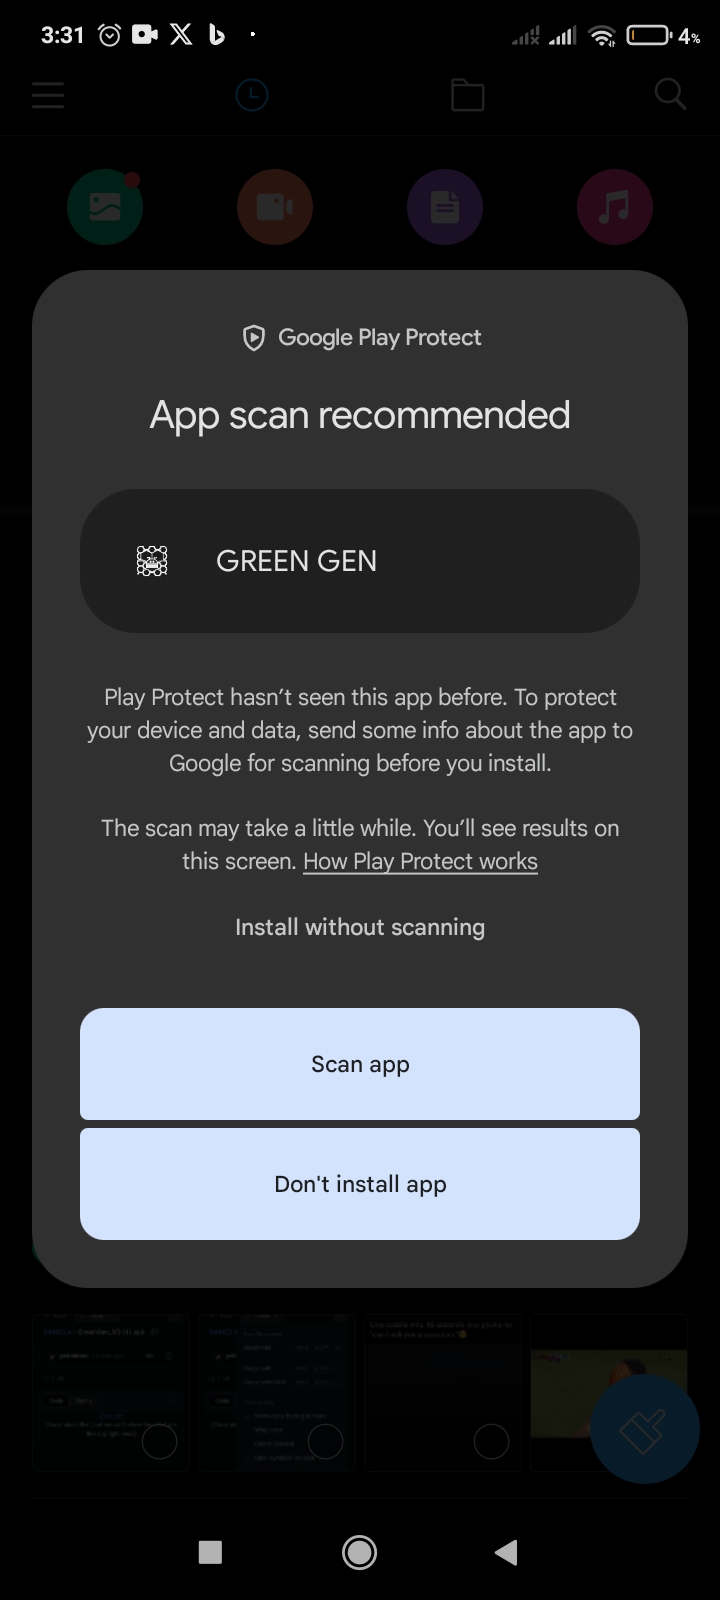 3:31
4%
Google Play Protect
App scan recommended
GREEN GEN
Play Protect hasn’t seen this app before. To protect
your device and data, send some info about the app to
Google for scanning before you install.
The scan may take a little while. You’ll see results on
this screen. How Play Protect works
Install without scanning
Scan app
Don't install app